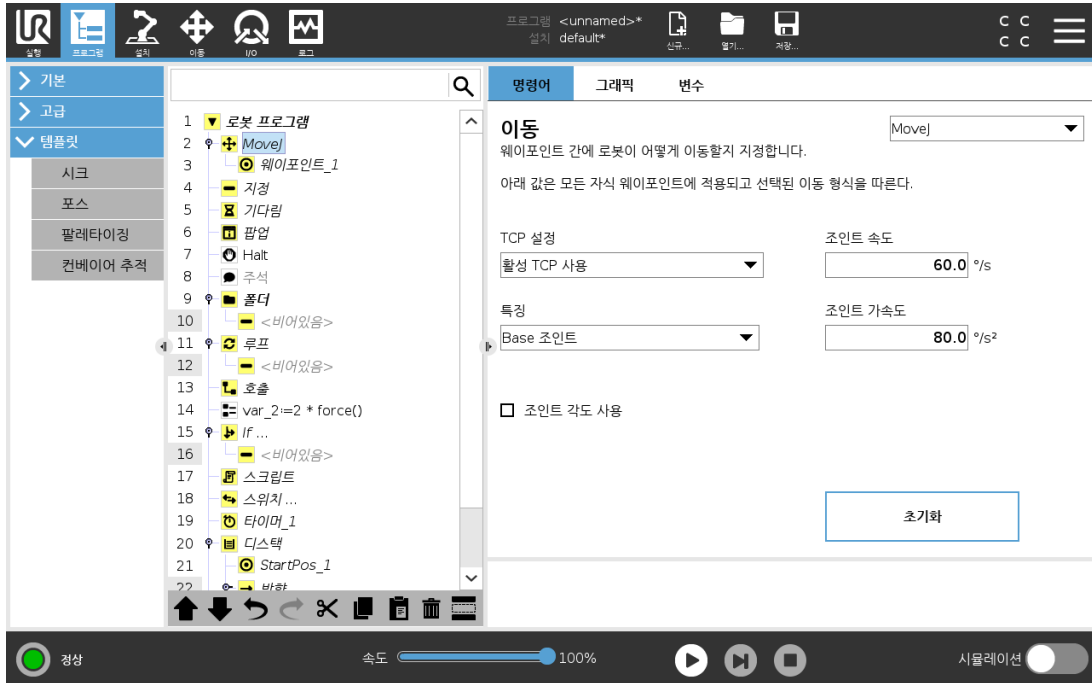 UR
실행
프로그램
설치
이동
I/O
로그
프로그램 <unnamed>*
설치 default*
신규...
열기...
저장...
C C
C C
기본
고급
템플릿
시크
포스
팔레타이징
컨베이어 추적
1 로봇 프로그램
2 MoveJ
3 웨이포인트_1
4 지정
5 기다림
6 팝업
7 Halt
8 주석
9 폴더
10 <비어있음>
11 루프
12 <비어있음>
13 호출
14 var_2:=2 * force()
15 If ...
16 <비어있음>
17 스크립트
18 스위치 ...
19 타이머_1
20 디스택
21 StartPos_1
22 방향
명령어 그래픽 변수
이동
MoveJ
웨이포인트 간에 로봇이 어떻게 이동할지 지정합니다.
아래 값은 모든 자식 웨이포인트에 적용되고 선택된 이동 형식을 따른다.
TCP 설정
활성 TCP 사용
조인트 속도
60.0 °/s
특징
Base 조인트
조인트 가속도
80.0 °/s²
조인트 각도 사용
초기화
정상
속도 100%
시뮬레이션